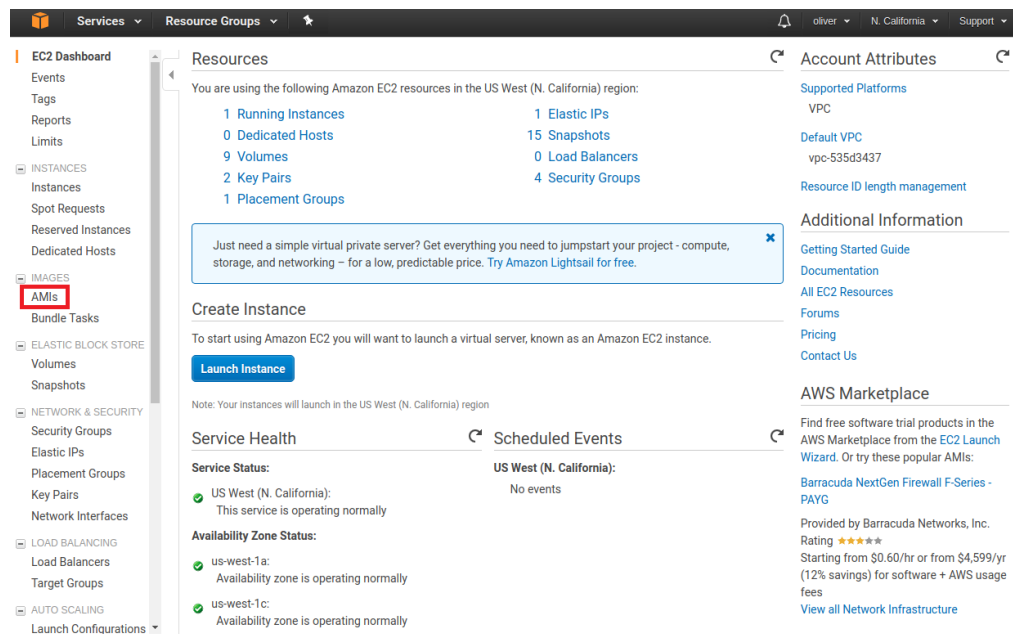 Services Resource Groups oliver N. California Support
EC2 Dashboard
Events
Tags
Reports
Limits
INSTANCES
Instances
Spot Requests
Reserved Instances
Dedicated Hosts
IMAGES
AMIs
Bundle Tasks
ELASTIC BLOCK STORE
Volumes
Snapshots
NETWORK & SECURITY
Security Groups
Elastic IPs
Placement Groups
Key Pairs
Network Interfaces
LOAD BALANCING
Load Balancers
Target Groups
AUTO SCALING
Launch Configurations
Resources
You are using the following Amazon EC2 resources in the US West (N. California) region:
1 Running Instances
0 Dedicated Hosts
9 Volumes
2 Key Pairs
1 Placement Groups
1 Elastic IPs
15 Snapshots
0 Load Balancers
4 Security Groups
Just need a simple virtual private server? Get everything you need to jumpstart your project - compute,
storage, and networking – for a low, predictable price. Try Amazon Lightsail for free.
Create Instance
To start using Amazon EC2 you will want to launch a virtual server, known as an Amazon EC2 instance.
Launch Instance
Note: Your instances will launch in the US West (N. California) region
Service Health
Service Status:
US West (N. California):
This service is operating normally
Availability Zone Status:
us-west-1a:
Availability zone is operating normally
us-west-1c:
Availability zone is operating normally
Scheduled Events
US West (N. California):
No events
Account Attributes
Supported Platforms
VPC
Default VPC
vpc-535d3437
Resource ID length management
Additional Information
Getting Started Guide
Documentation
All EC2 Resources
Forums
Pricing
Contact Us
AWS Marketplace
Find free software trial products in the
AWS Marketplace from the EC2 Launch
Wizard. Or try these popular AMIs:
Barracuda NextGen Firewall F-Series -
PAYG
Provided by Barracuda Networks, Inc.
Rating
Starting from $0.60/hr or from $4,599/yr
(12% savings) for software + AWS usage
fees
View all Network Infrastructure